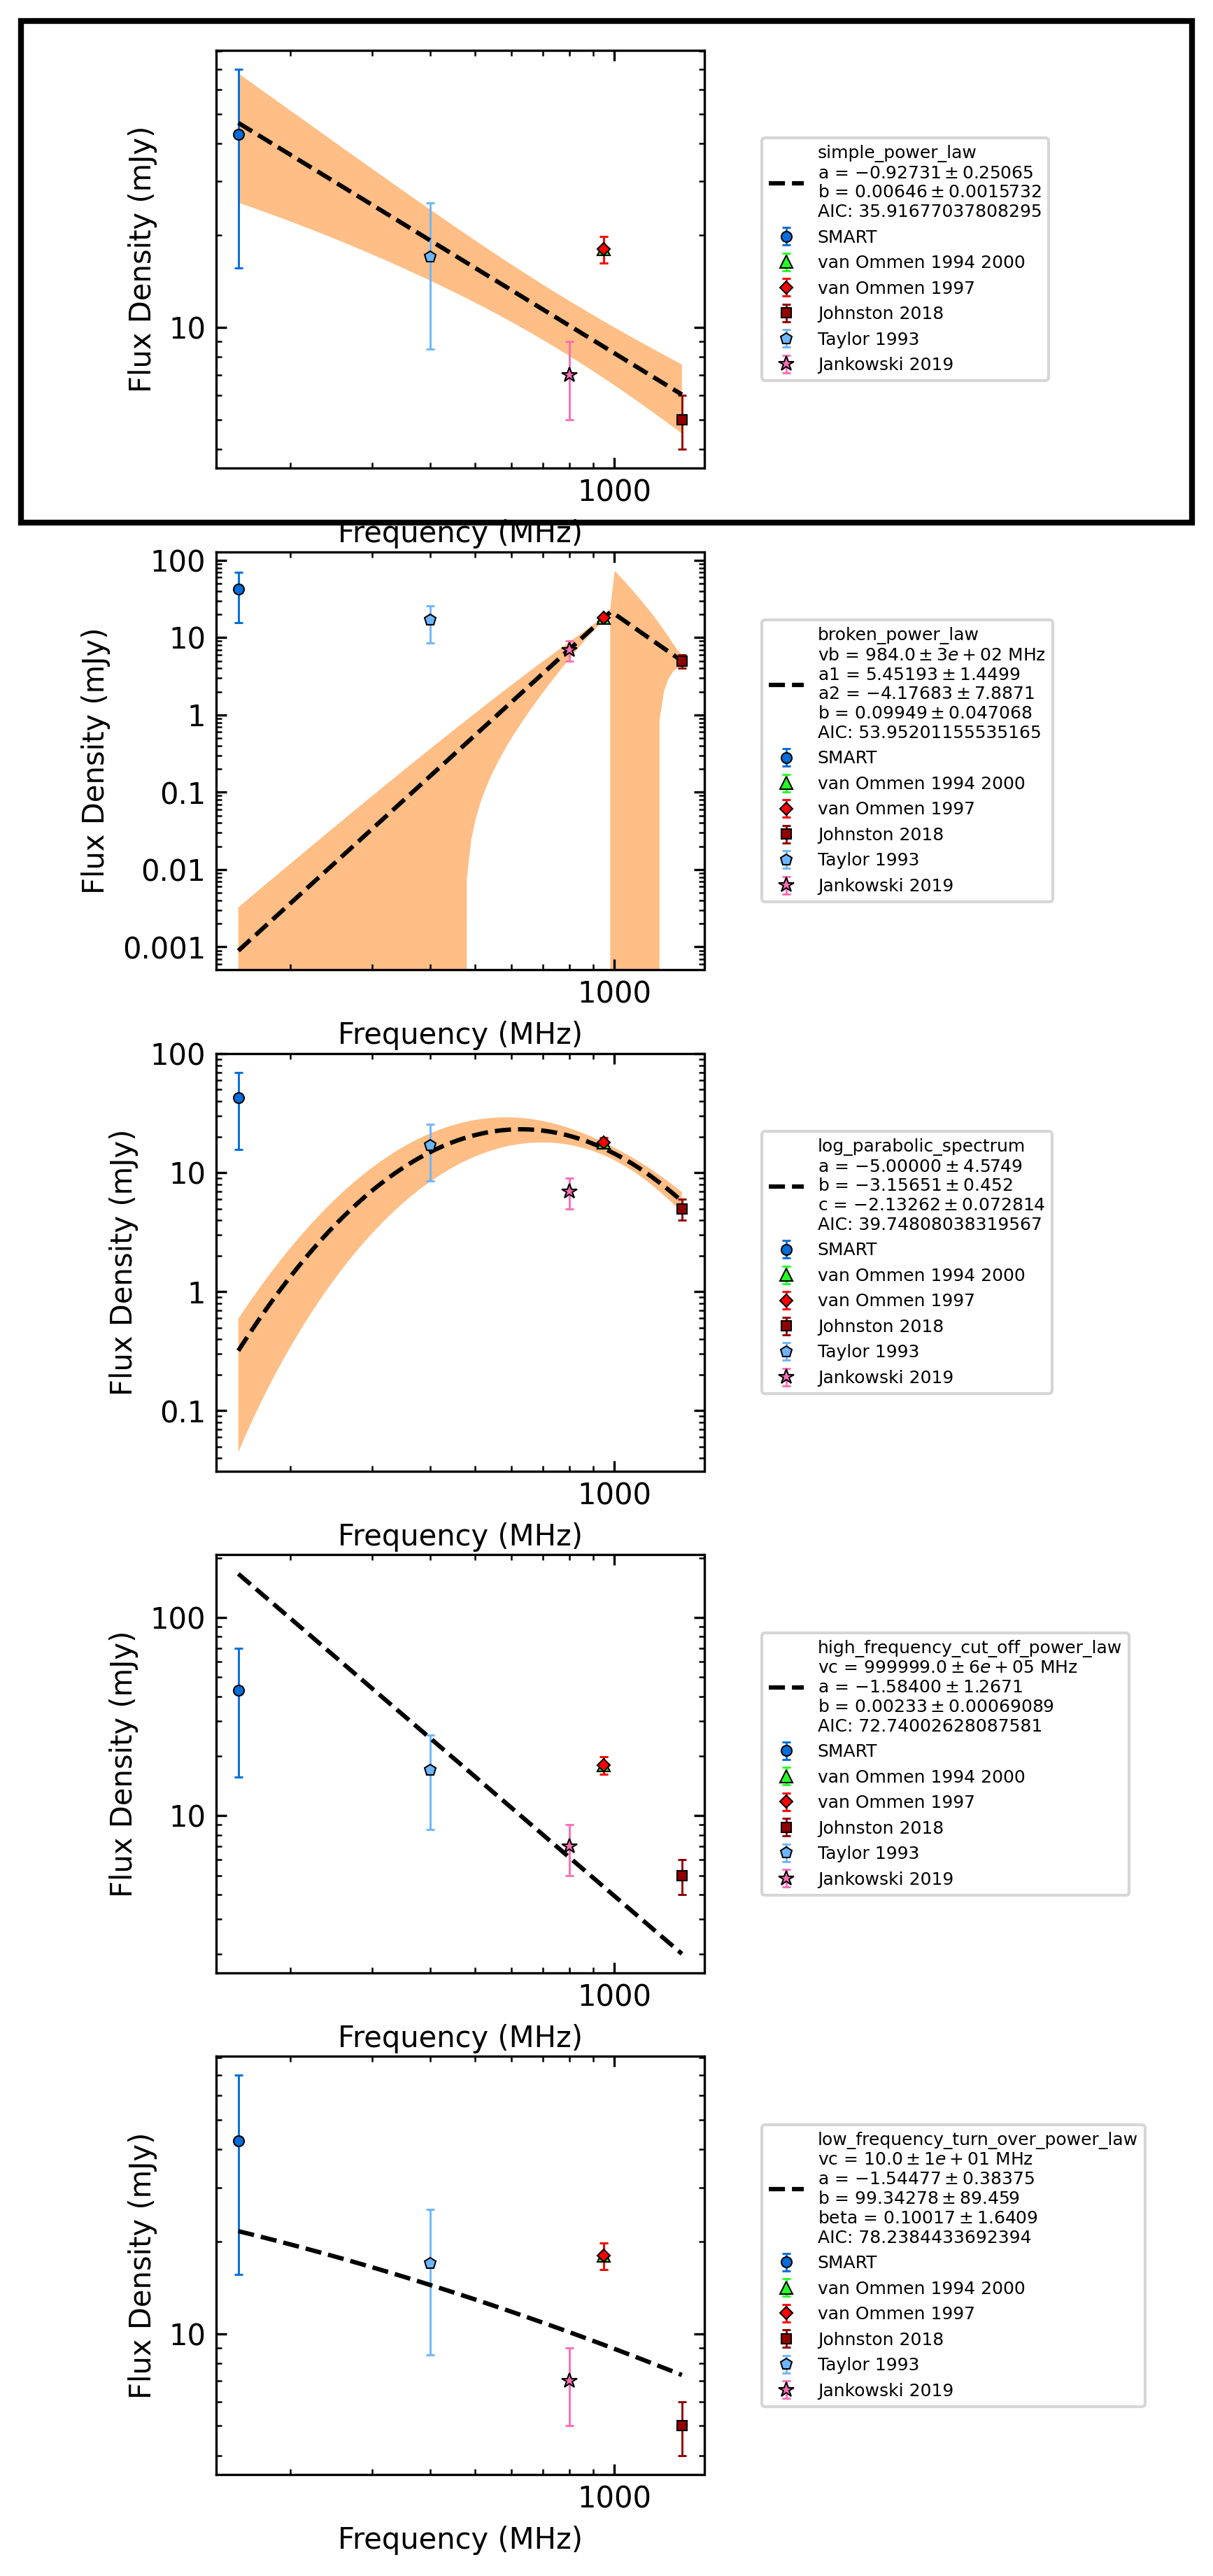 Flux Density (mJy)
10
1000
Frequency (MHz)
simple_power_law
a = −0.92731 ± 0.25065
b = 0.00646 ± 0.0015732
AIC: 35.91677037808295
SMART
van Ommen 1994 2000
van Ommen 1997
Johnston 2018
Taylor 1993
Jankowski 2019
Flux Density (mJy)
100
10
1
0.1
0.01
0.001
1000
Frequency (MHz)
broken_power_law
vb = 984.0 ± 3e + 02 MHz
a1 = 5.45193 ± 1.4499
a2 = −4.17683 ± 7.8871
b = 0.09949 ± 0.047068
AIC: 53.95201155535165
SMART
van Ommen 1994 2000
van Ommen 1997
Johnston 2018
Taylor 1993
Jankowski 2019
Flux Density (mJy)
100
10
1
0.1
1000
Frequency (MHz)
log_parabolic_spectrum
a = −5.00000 ± 4.5749
b = −3.15651 ± 0.452
c = −2.13262 ± 0.072814
AIC: 39.74808038319567
SMART
van Ommen 1994 2000
van Ommen 1997
Johnston 2018
Taylor 1993
Jankowski 2019
Flux Density (mJy)
100
10
1000
Frequency (MHz)
high_frequency_cut_off_power_law
vc = 999999.0 ± 6e + 05 MHz
a = −1.58400 ± 1.2671
b = 0.00233 ± 0.00069089
AIC: 72.74002628087581
SMART
van Ommen 1994 2000
van Ommen 1997
Johnston 2018
Taylor 1993
Jankowski 2019
Flux Density (mJy)
10
1000
Frequency (MHz)
low_frequency_turn_over_power_law
vc = 10.0 ± 1e + 01 MHz
a = −1.54477 ± 0.38375
b = 99.34278 ± 89.459
beta = 0.10017 ± 1.6409
AIC: 78.2384433692394
SMART
van Ommen 1994 2000
van Ommen 1997
Johnston 2018
Taylor 1993
Jankowski 2019